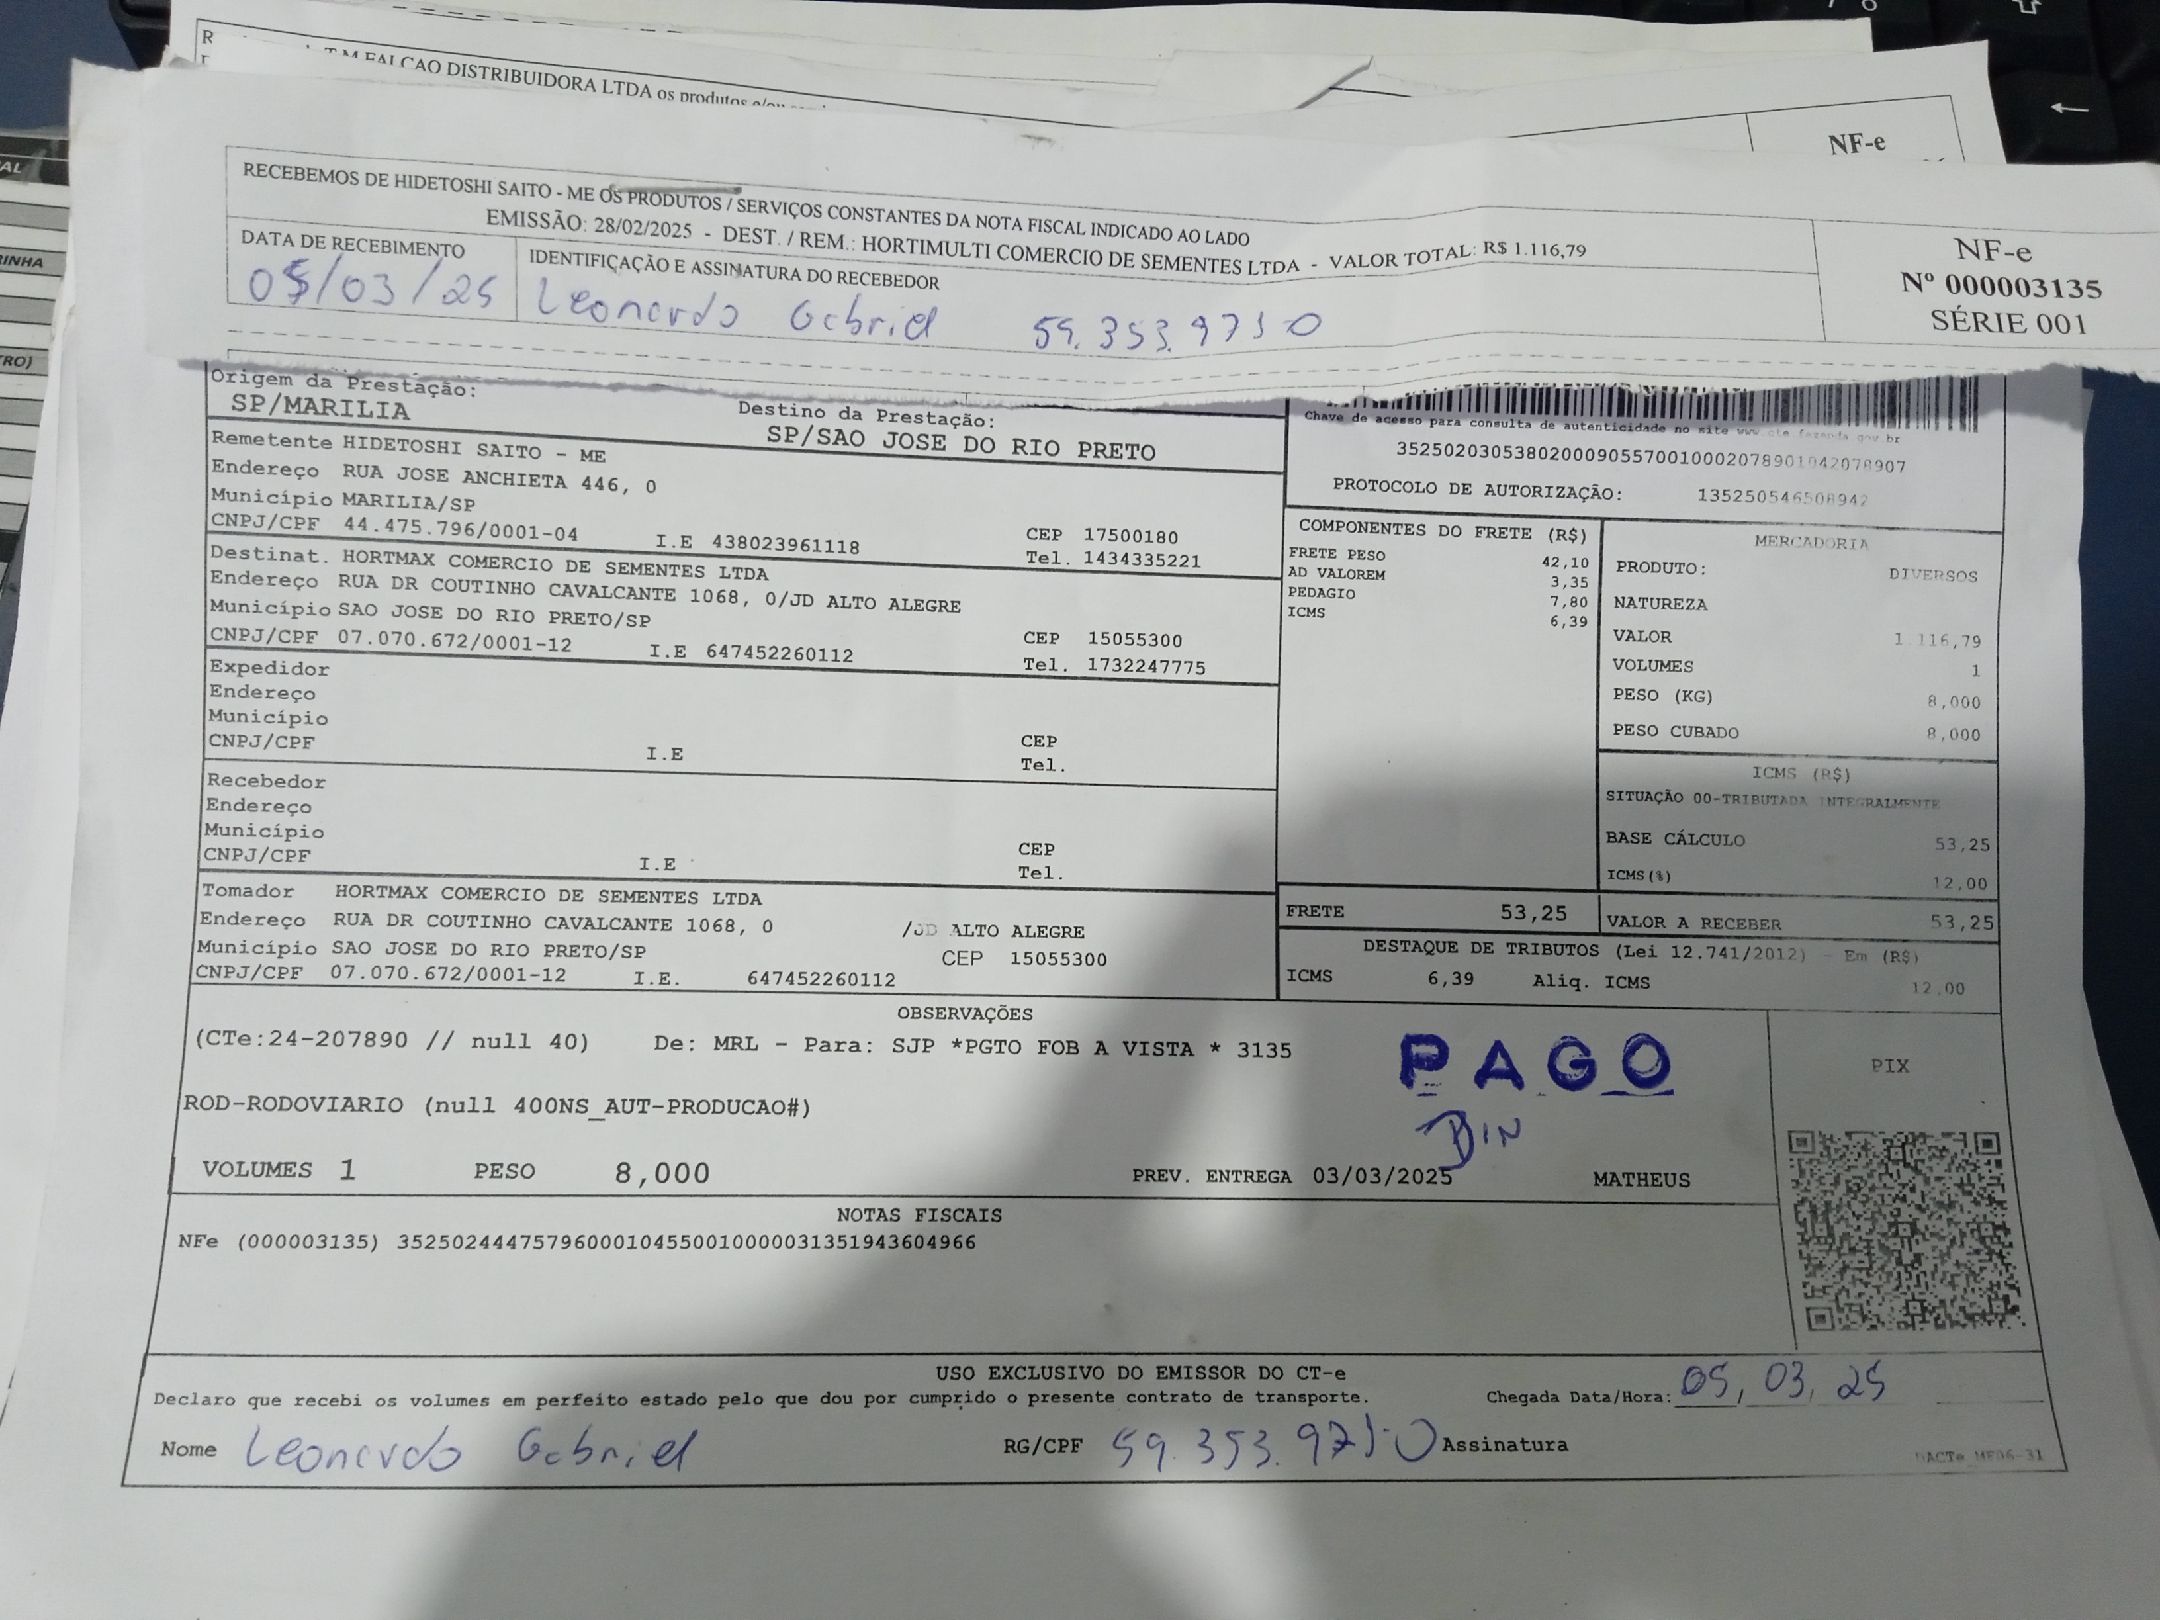 FALCAO DISTRIBUIDORA LTDA os produtos e/ou
NF-e
RECEBEMOS DE HIDETOSHI SAITO - ME OS PRODUTOS / SERVIÇOS CONSTANTES DA NOTA FISCAL INDICADO AO LADO
EMISSÃO: 28/02/2025 - DEST. / REM.: HORTIMULTI COMERCIO DE SEMENTES LTDA - VALOR TOTAL: R$ 1.116,79
NF-e
Nº 000003135
SÉRIE 001
DATA DE RECEBIMENTO
05/03/25
IDENTIFICAÇÃO E ASSINATURA DO RECEBEDOR
Leonardo Gabriel
Origem da Prestação:
SP/MARILIA
Destino da Prestação:
SP/SAO JOSE DO RIO PRETO
Chave de acesso para consulta de autenticidade no site www.cte.fazenda.gov.br
PROTOCOLO DE AUTORIZAÇÃO: 135250546508942
Remetente HIDETOSHI SAITO - ME
Endereço RUA JOSE ANCHIETA 446, 0
Município MARILIA/SP
CNPJ/CPF 44.475.796/0001-04 I.E 438023961118 CEP 17500180
Tel. 1434335221
Destinat. HORTMAX COMERCIO DE SEMENTES LTDA
Endereço RUA DR COUTINHO CAVALCANTE 1068, 0/JD ALTO ALEGRE
Município SAO JOSE DO RIO PRETO/SP
CNPJ/CPF 07.070.672/0001-12 I.E 647452260112 CEP 15055300
Tel. 1732247775
Expedidor
Endereço
Município
CNPJ/CPF I.E CEP
Tel.
Recebedor
Endereço
Município
CNPJ/CPF I.E CEP
Tel.
Tomador HORTMAX COMERCIO DE SEMENTES LTDA
Endereço RUA DR COUTINHO CAVALCANTE 1068, 0 /JD ALTO ALEGRE
Município SAO JOSE DO RIO PRETO/SP CEP 15055300
CNPJ/CPF 07.070.672/0001-12 I.E. 647452260112
COMPONENTES DO FRETE (R$)
FRETE PESO 42,10
AD VALOREM 3,35
PEDAGIO 7,80
ICMS 6,39
MERCADORIA
PRODUTO: DIVERSOS
NATUREZA
VALOR 1.116,79
VOLUMES 1
PESO (KG) 8,000
PESO CUBADO 8,000
ICMS (R$)
SITUAÇÃO 00-TRIBUTADA INTEGRALMENTE
BASE CÁLCULO 53,25
ICMS(%) 12,00
FRETE 53,25 VALOR A RECEBER 53,25
DESTAQUE DE TRIBUTOS (Lei 12.741/2012) - Em (R$)
ICMS 6,39 Aliq. ICMS 12,00
OBSERVAÇÕES
(CTe:24-207890 // null 40) De: MRL - Para: SJP *PGTO FOB A VISTA * 3135
PAGO
PIX
ROD-RODOVIARIO (null 400NS_AUT-PRODUCAO#)
VOLUMES 1 PESO 8,000 PREV. ENTREGA 03/03/2025 MATHEUS
NOTAS FISCAIS
NFe (000003135) 35250244475796000104550010000031351943604966
USO EXCLUSIVO DO EMISSOR DO CT-e
Declaro que recebi os volumes em perfeito estado pelo que dou por cumprido o presente contrato de transporte. Chegada Data/Hora: 05, 03, 25
Nome Leonardo Gabriel RG/CPF Assinatura